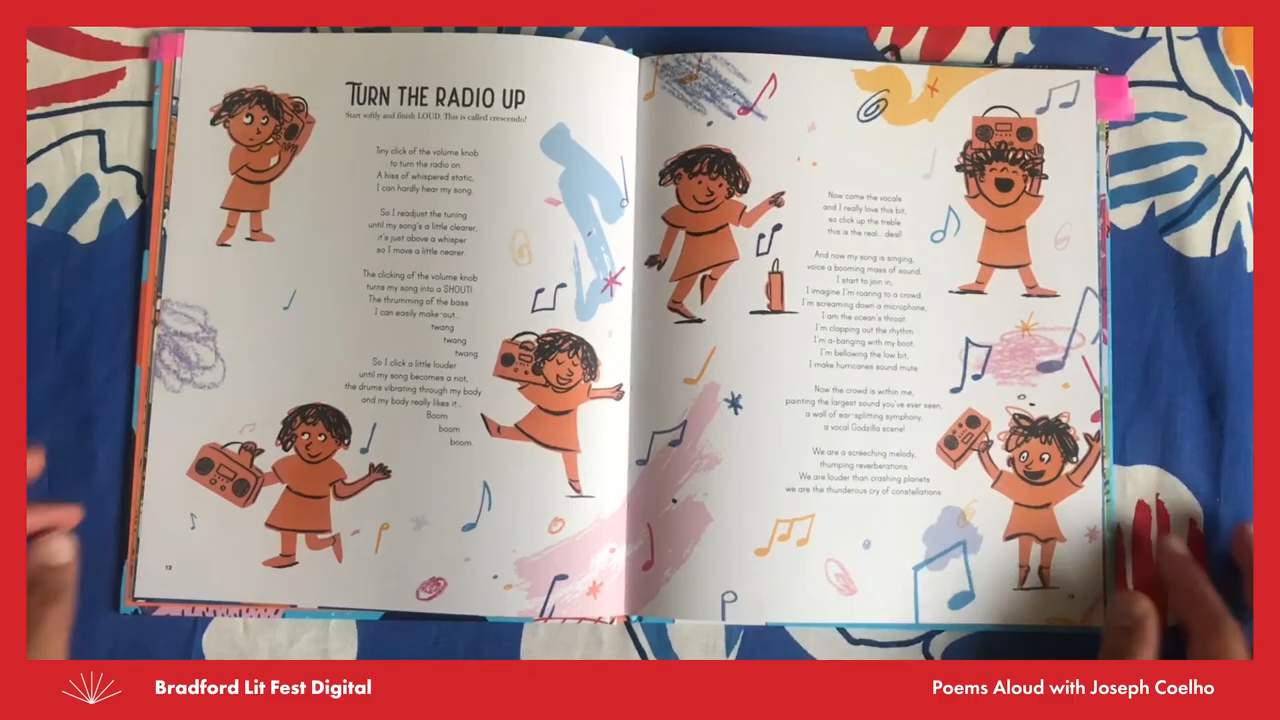 TURN THE RADIO UP
Start softly and finish LOUD. This is called crescendo!
Tiny click of the volume knob
to turn the radio on.
A hiss of whispered static,
I can hardly hear my song.
So I readjust the tuning
until my song's a little clearer,
it's just above a whisper
so I move a little nearer.
The clicking of the volume knob
turns my song into a SHOUT!
The thrumming of the bass
I can easily make-out...
twang
twang
twang
So I click a little louder
until my song becomes a riot,
the drums vibrating through my body
and my body really likes it...
Boom
boom
boom.
13
Now come the vocals
and I really love this bit,
so click up the treble
this is the real... deal!
And now my song is singing,
voice a booming mass of sound,
I start to join in,
I imagine I'm roaring to a crowd.
I'm screaming down a microphone,
I am the ocean's throat.
I'm clapping out the rhythm
I'm a-banging with my boot.
I'm bellowing the low bit,
I make hurricanes sound mute.
Now the crowd is within me,
painting the largest sound you've ever seen,
a wall of ear-splitting symphony,
a vocal Godzilla scene!
We are a screeching melody,
thumping reverberations.
We are louder than crashing planets
we are the thunderous cry of constellations.
Bradford Lit Fest Digital
Poems Aloud with Joseph Coelho